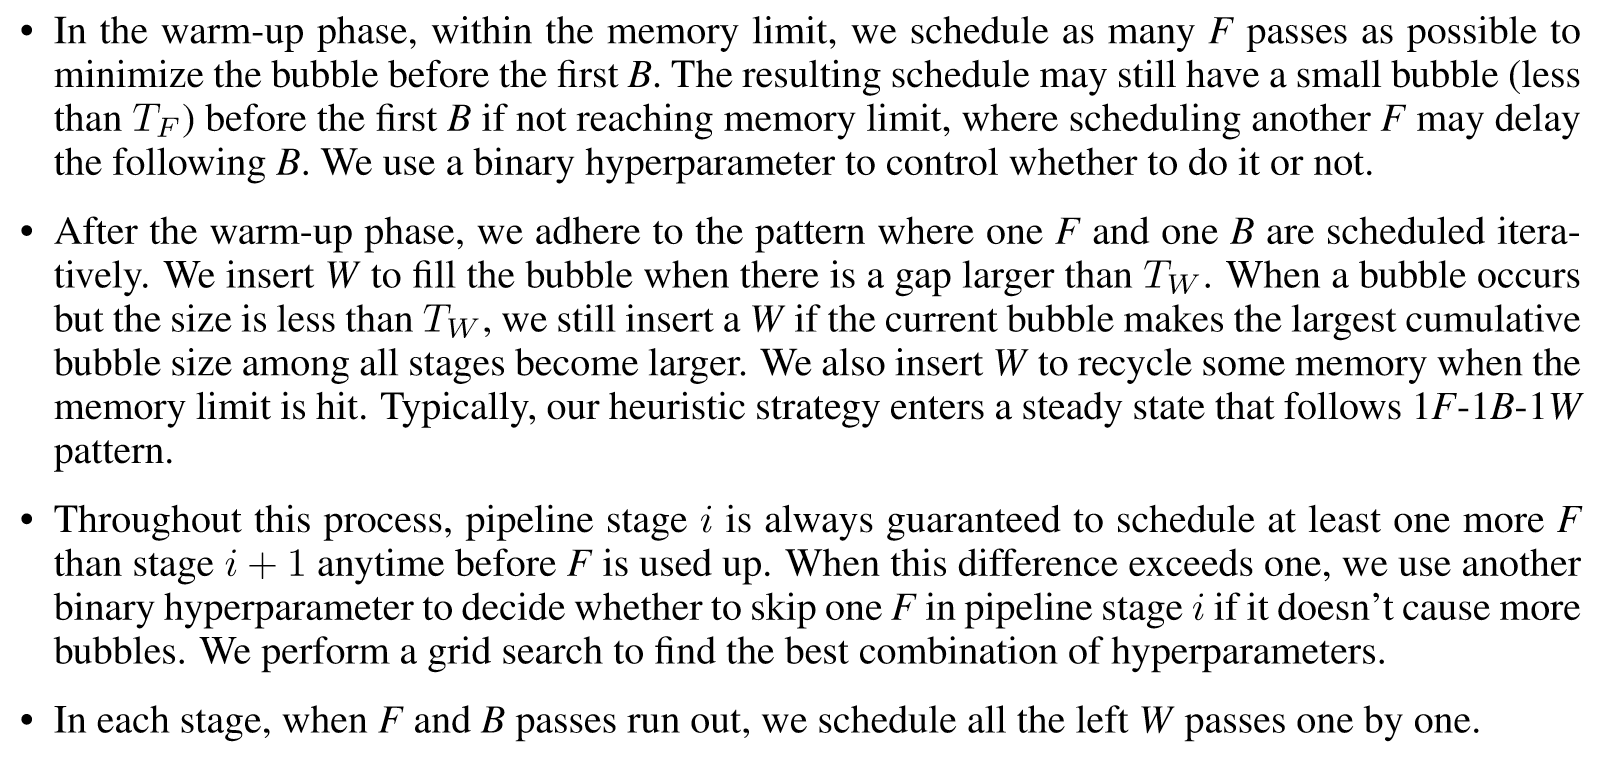 • In the warm-up phase, within the memory limit, we schedule as many F passes as possible to
minimize the bubble before the first B. The resulting schedule may still have a small bubble (less
than T_F) before the first B if not reaching memory limit, where scheduling another F may delay
the following B. We use a binary hyperparameter to control whether to do it or not.
• After the warm-up phase, we adhere to the pattern where one F and one B are scheduled itera-
tively. We insert W to fill the bubble when there is a gap larger than T_W. When a bubble occurs
but the size is less than T_W, we still insert a W if the current bubble makes the largest cumulative
bubble size among all stages become larger. We also insert W to recycle some memory when the
memory limit is hit. Typically, our heuristic strategy enters a steady state that follows 1F-1B-1W
pattern.
• Throughout this process, pipeline stage i is always guaranteed to schedule at least one more F
than stage i + 1 anytime before F is used up. When this difference exceeds one, we use another
binary hyperparameter to decide whether to skip one F in pipeline stage i if it doesn't cause more
bubbles. We perform a grid search to find the best combination of hyperparameters.
• In each stage, when F and B passes run out, we schedule all the left W passes one by one.